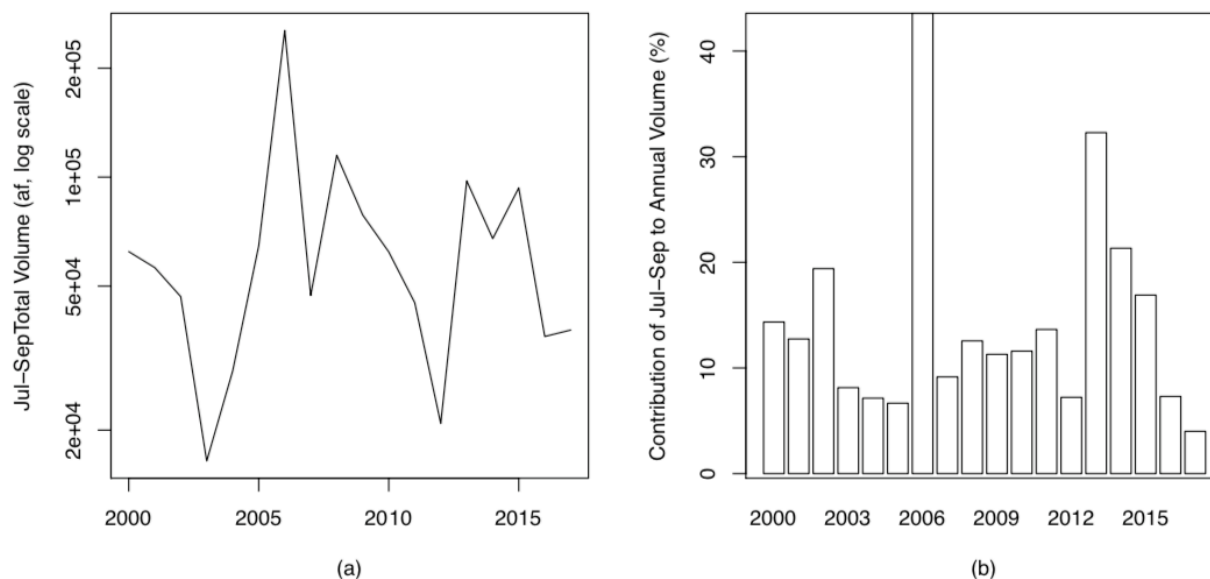 Jul-SepTotal Volume (af, log scale)
2e+05
1e+05
5e+04
2e+04
2000 2005 2010 2015
(a)
Contribution of Jul-Sep to Annual Volume (%)
40
30
20
10
0
2000 2003 2006 2009 2012 2015
(b)